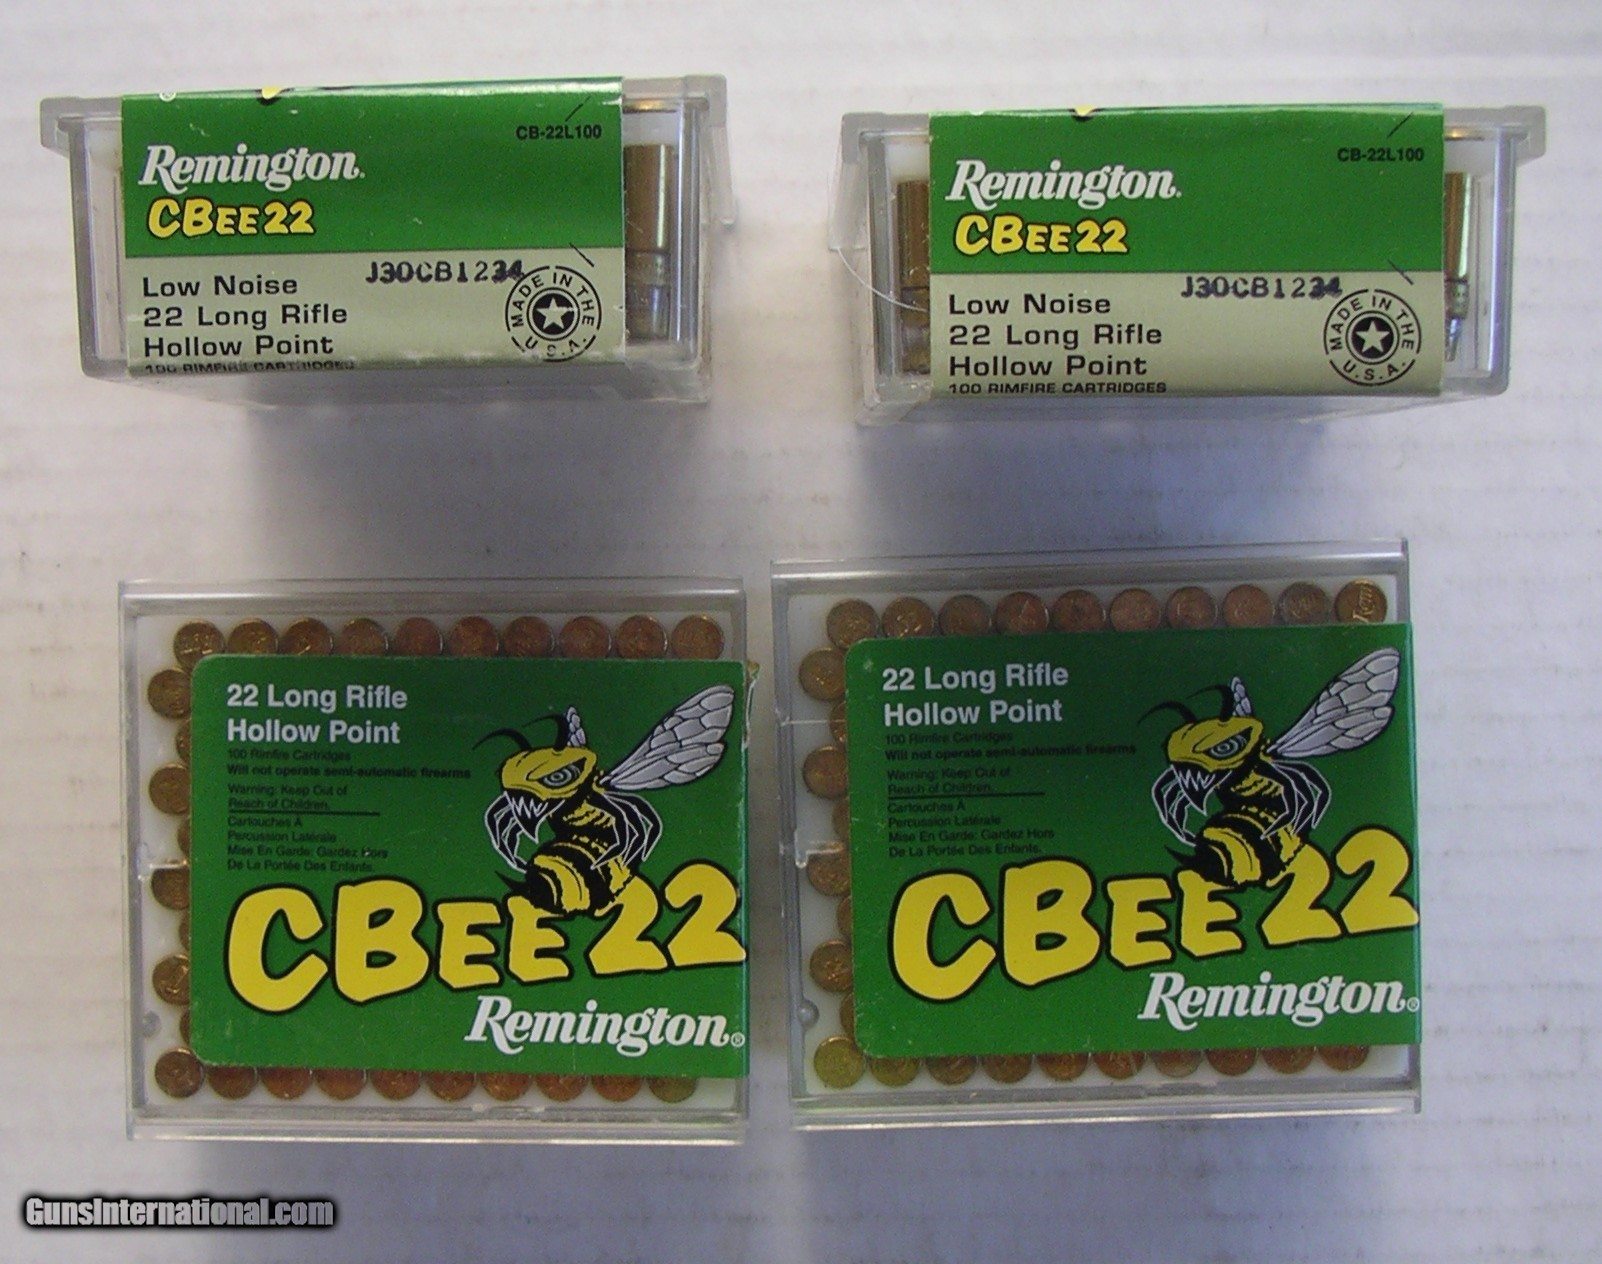 CB-22L100
Remington.
CBEE22
J30CB1234
Low Noise
22 Long Rifle
Hollow Point
100 RIMFIRE CARTRIDGES
MADE IN THE U.S.A.
CB-22L100
Remington.
CBEE22
J30CB1234
Low Noise
22 Long Rifle
Hollow Point
100 RIMFIRE CARTRIDGES
MADE IN THE U.S.A.
22 Long Rifle
Hollow Point
100 Rimfire Cartridges
Will not operate semi-automatic firearms
Warning: Keep Out of
Reach of Children.
Cartouches À
Percussion Latérale
Mise En Garde: Gardez Hors
De La Portée Des Enfants.
CBEE22
Remington®
22 Long Rifle
Hollow Point
100 Rimfire Cartridges
Will not operate semi-automatic firearms
Warning: Keep Out of
Reach of Children.
Cartouches À
Percussion Latérale
Mise En Garde: Gardez Hors
De La Portée Des Enfants.
CBEE22
Remington®
GunsInternational.com